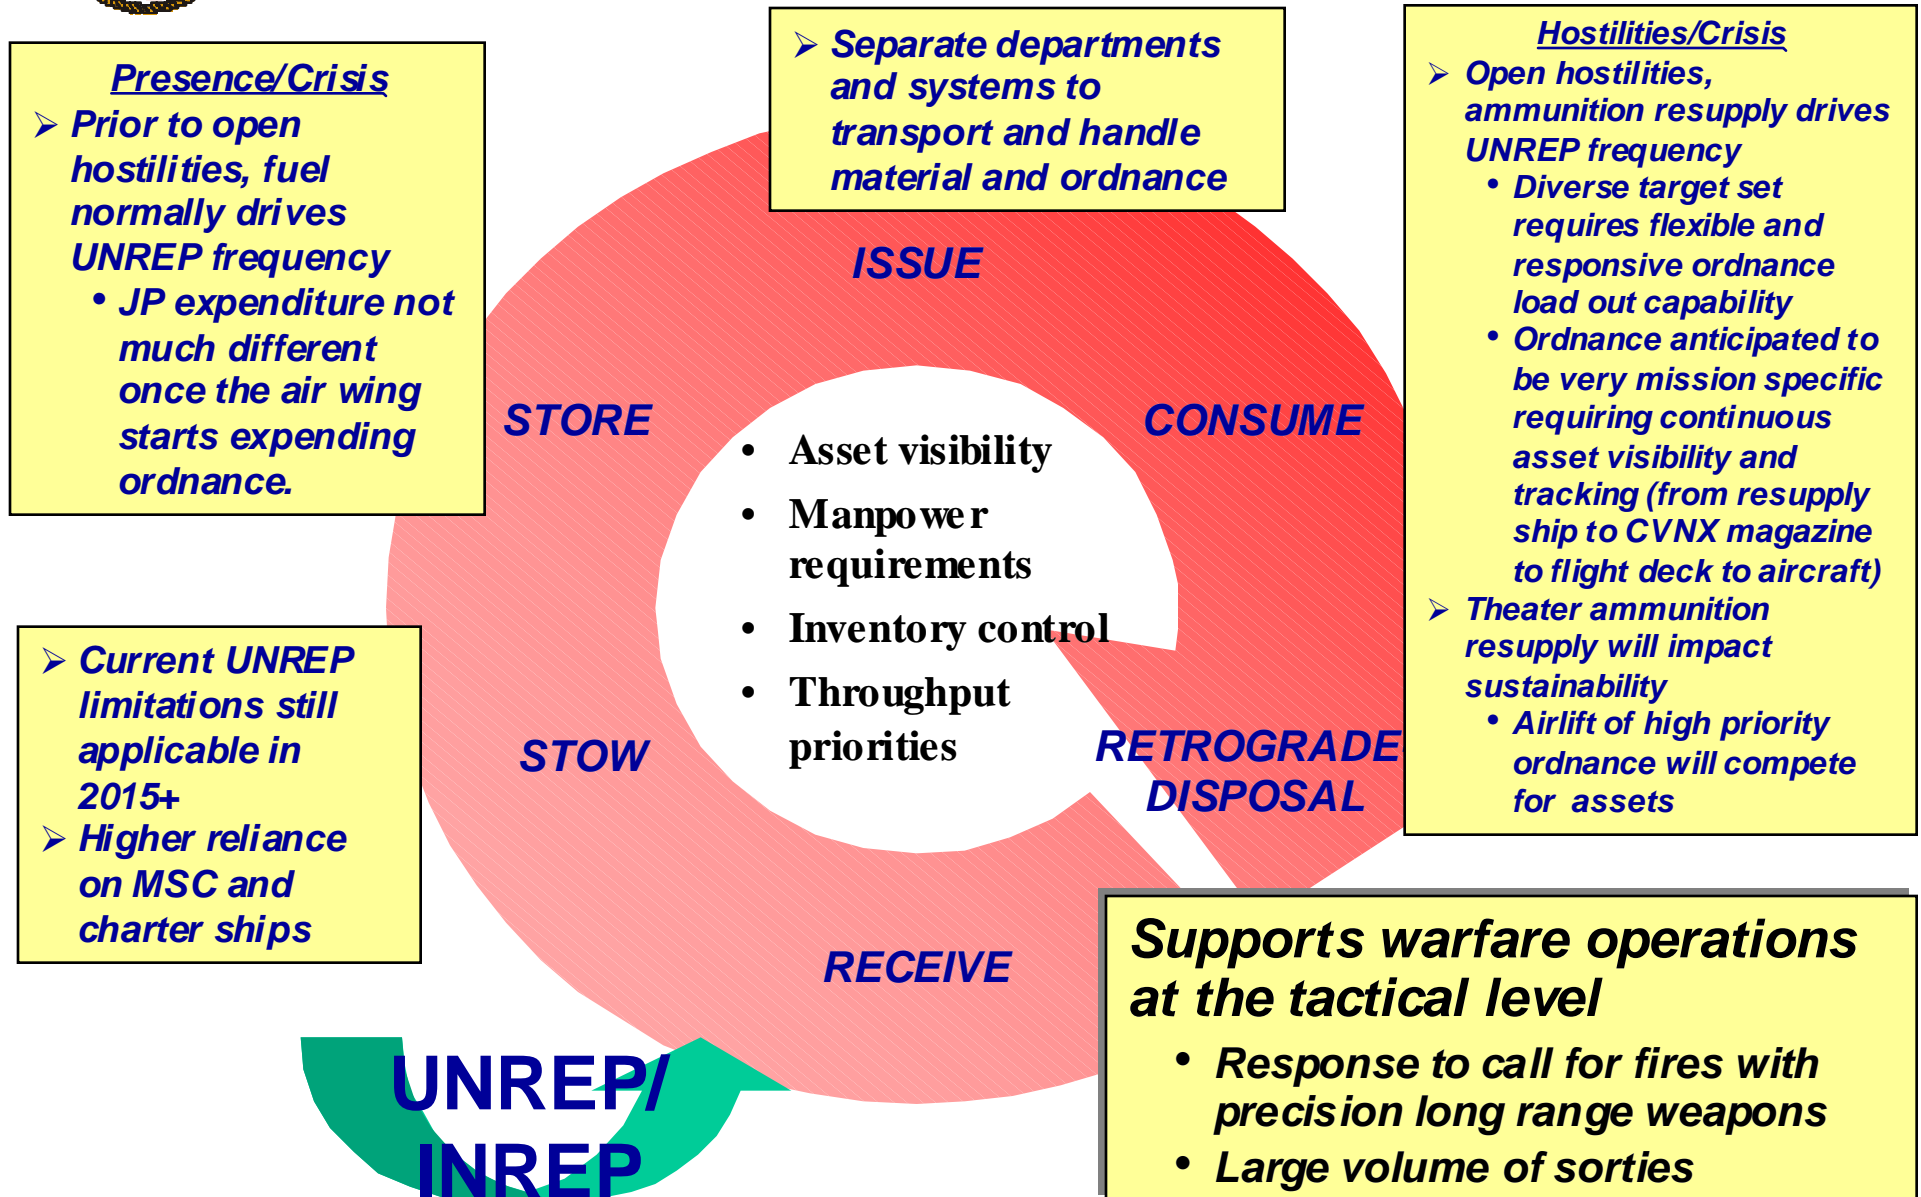 Presence/Crisis
➢ Prior to open
hostilities, fuel
normally drives
UNREP frequency
• JP expenditure not
much different
once the air wing
starts expending
ordnance.
➢ Separate departments
and systems to
transport and handle
material and ordnance
Hostilities/Crisis
➢ Open hostilities,
ammunition resupply drives
UNREP frequency
• Diverse target set
requires flexible and
responsive ordnance
load out capability
• Ordnance anticipated to
be very mission specific
requiring continuous
asset visibility and
tracking (from resupply
ship to CVNX magazine
to flight deck to aircraft)
➢ Theater ammunition
resupply will impact
sustainability
• Airlift of high priority
ordnance will compete
for assets
ISSUE
STORE
CONSUME
• Asset visibility
• Manpower
requirements
• Inventory control
• Throughput
priorities
STOW
RETROGRADE
DISPOSAL
➢ Current UNREP
limitations still
applicable in
2015+
➢ Higher reliance
on MSC and
charter ships
RECEIVE
UNREP/
INREP
Supports warfare operations
at the tactical level
• Response to call for fires with
precision long range weapons
• Large volume of sorties